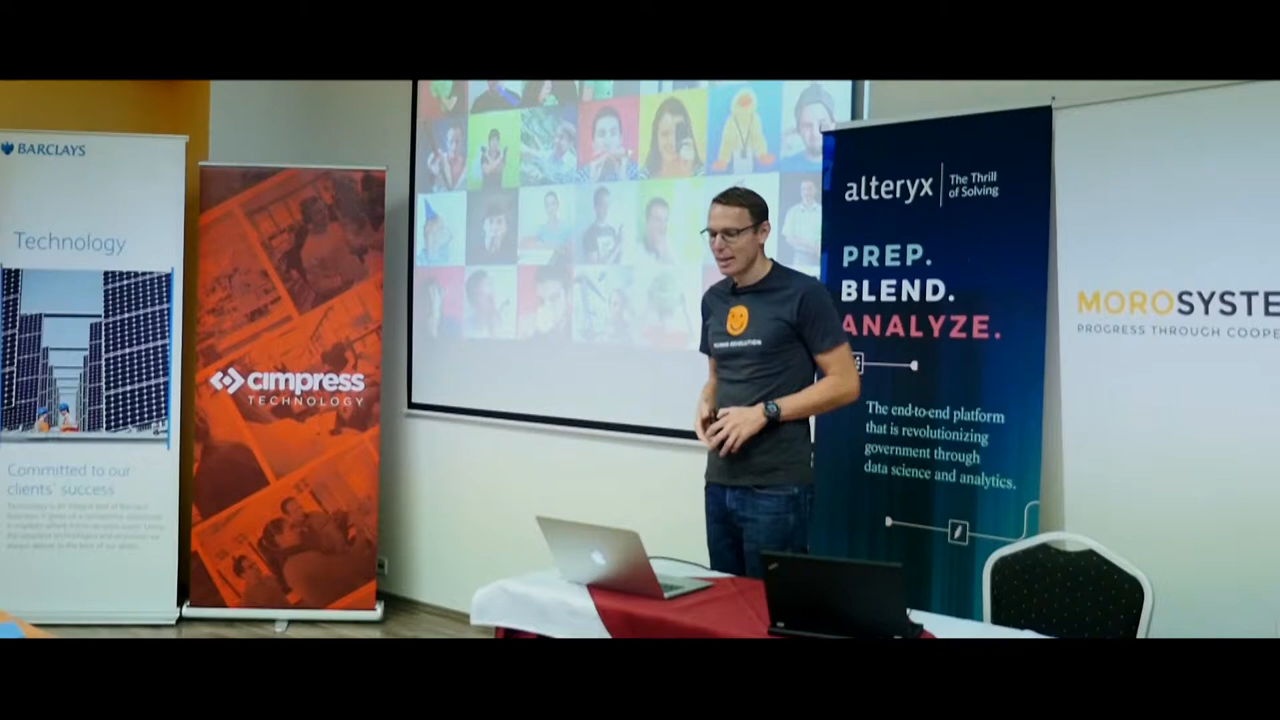 BARCLAYS
Technology
Committed to our
clients' success
cimpress
TECHNOLOGY
alteryx
The Thrill
of Solving
PREP.
BLEND.
ANALYZE.
The end-to-end platform
that is revolutionizing
government through
data science and analytics.
MOROSYSTE
PROGRESS THROUGH COOPE